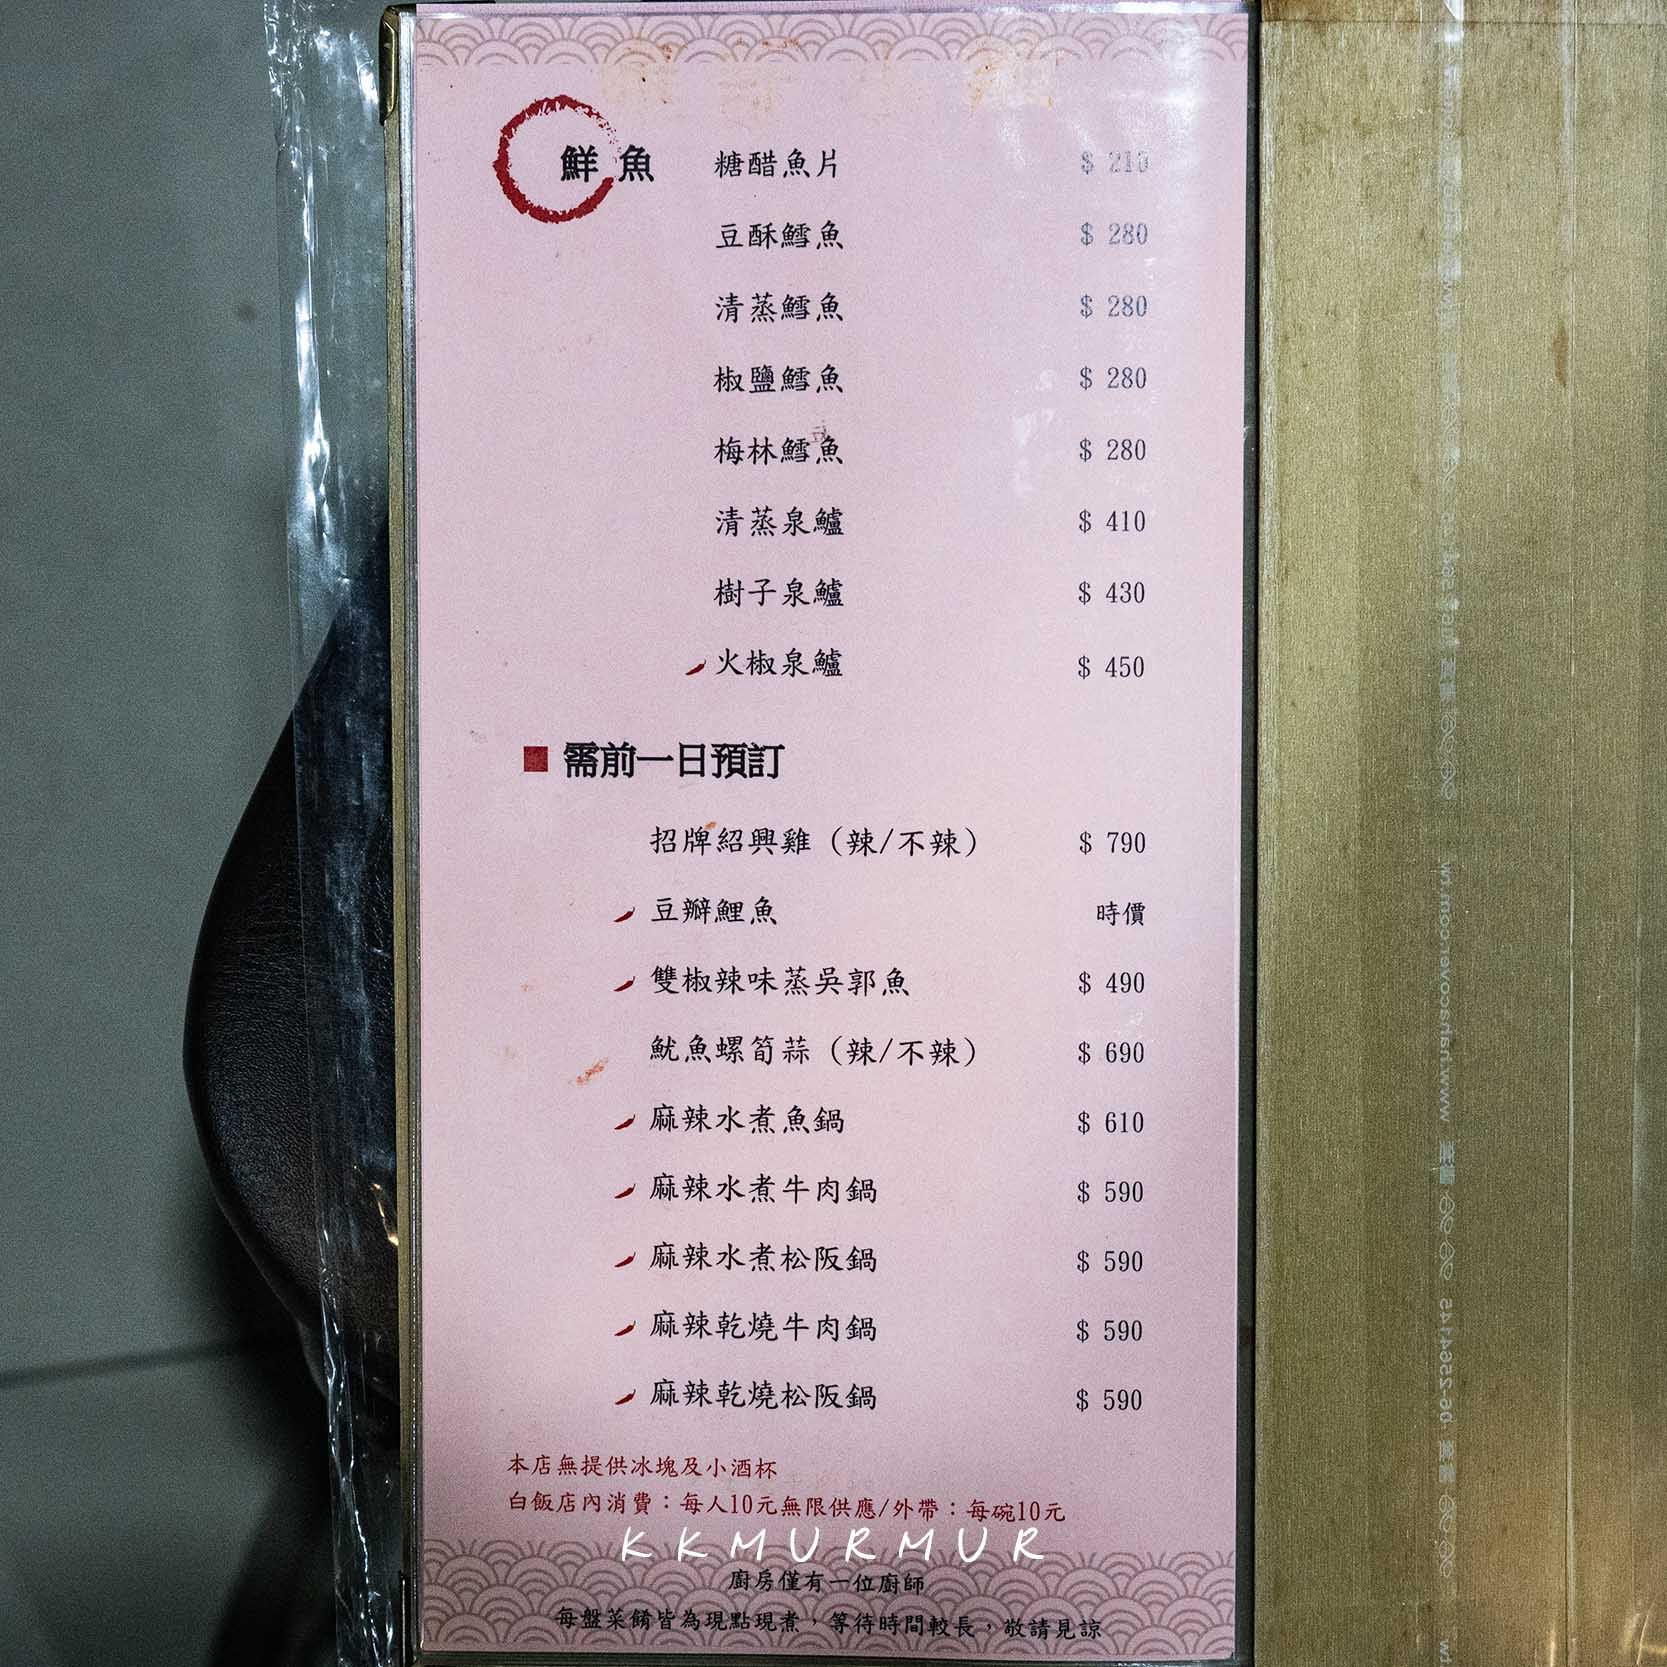 鮮魚
糖醋魚片 $ 210
豆酥鱈魚 $ 280
清蒸鱈魚 $ 280
椒鹽鱈魚 $ 280
梅林鱈魚 $ 280
清蒸泉鱸 $ 410
樹子泉鱸 $ 430
火椒泉鱸 $ 450
■ 需前一日預訂
招牌紹興雞（辣/不辣） $ 790
豆瓣鯉魚 時價
雙椒辣味蒸吳郭魚 $ 490
魷魚螺筍蒜（辣/不辣） $ 690
麻辣水煮魚鍋 $ 610
麻辣水煮牛肉鍋 $ 590
麻辣水煮松阪鍋 $ 590
麻辣乾燒牛肉鍋 $ 590
麻辣乾燒松阪鍋 $ 590
本店無提供冰塊及小酒杯
白飯店內消費：每人10元無限供應/外帶：每碗10元
KKMURMUR
廚房僅有一位廚師
每盤菜餚皆為現點現煮，等待時間較長，敬請見諒